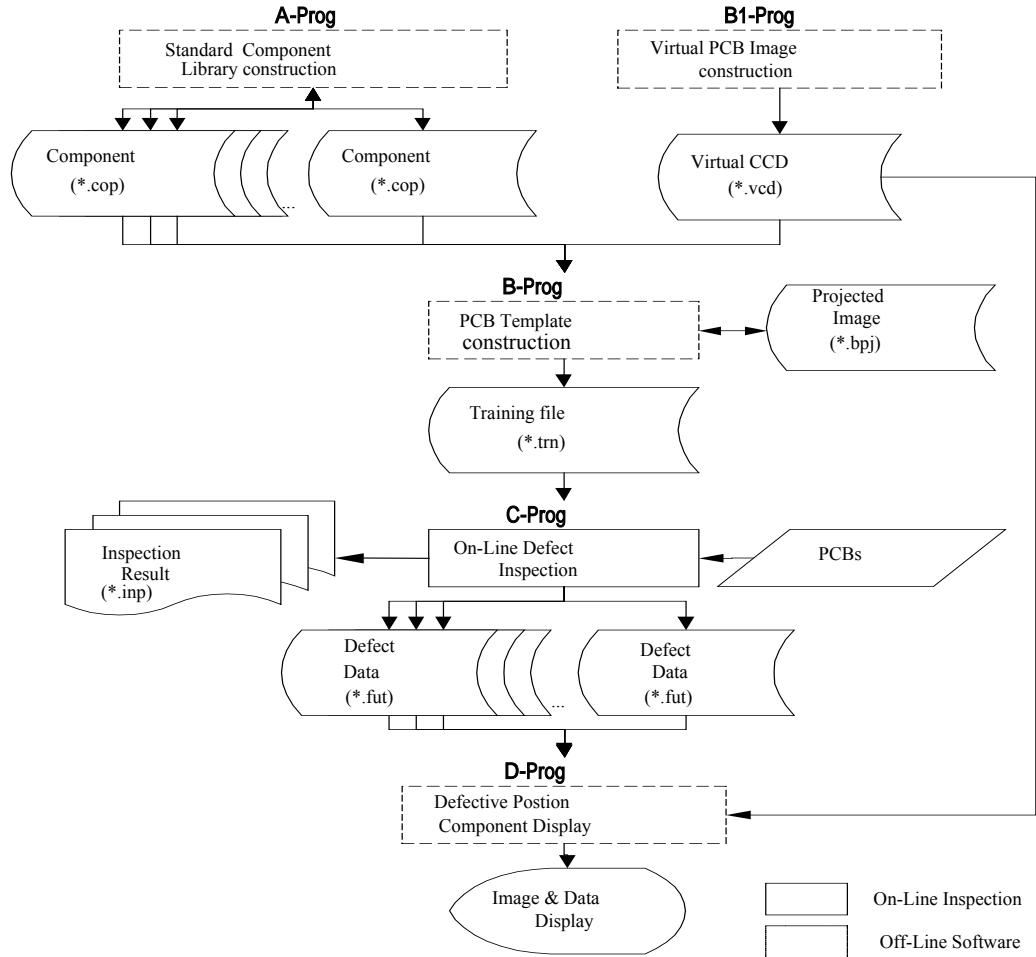 A-Prog
Standard Component
Library construction
B1-Prog
Virtual PCB Image
construction
Component
(*.cop)
...
Component
(*.cop)
Virtual CCD
(*.vcd)
B-Prog
PCB Template
construction
Projected
Image
(*.bpj)
Training file
(*.trn)
C-Prog
On-Line Defect
Inspection
PCBs
Inspection
Result
(*.inp)
Defect
Data
(*.fut)
...
Defect
Data
(*.fut)
D-Prog
Defective Postion
Component Display
Image & Data
Display
On-Line Inspection
Off-Line Software